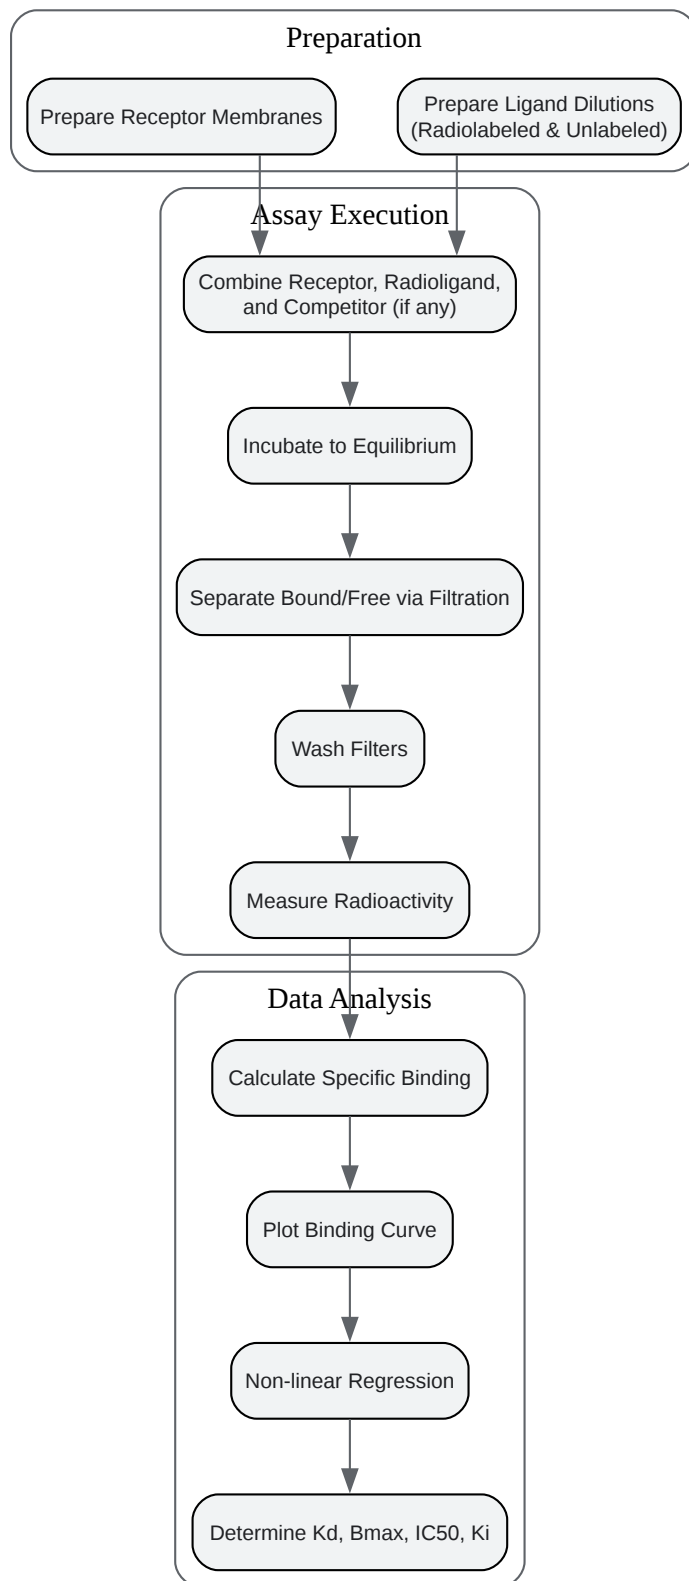 Preparation
Prepare Receptor Membranes
Prepare Ligand Dilutions
(Radiolabeled & Unlabeled)
Assay Execution
Combine Receptor, Radioligand,
and Competitor (if any)
Incubate to Equilibrium
Separate Bound/Free via Filtration
Wash Filters
Measure Radioactivity
Data Analysis
Calculate Specific Binding
Plot Binding Curve
Non-linear Regression
Determine Kd, Bmax, IC50, Ki